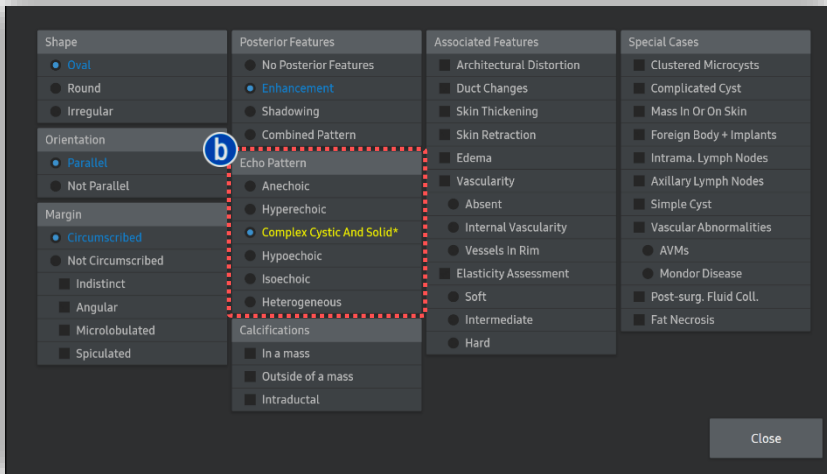 Shape
Oval
Round
Irregular
Orientation
Parallel
Not Parallel
Margin
Circumscribed
Not Circumscribed
Indistinct
Angular
Microlobulated
Spiculated
Posterior Features
No Posterior Features
Enhancement
Shadowing
Combined Pattern
b
Echo Pattern
Anechoic
Hyperechoic
Complex Cystic And Solid*
Hypoechoic
Isoechoic
Heterogeneous
Calcifications
In a mass
Outside of a mass
Intraductal
Associated Features
Architectural Distortion
Duct Changes
Skin Thickening
Skin Retraction
Edema
Vascularity
Absent
Internal Vascularity
Vessels In Rim
Elasticity Assessment
Soft
Intermediate
Hard
Special Cases
Clustered Microcysts
Complicated Cyst
Mass In Or On Skin
Foreign Body + Implants
Intrama. Lymph Nodes
Axillary Lymph Nodes
Simple Cyst
Vascular Abnormalities
AVMs
Mondor Disease
Post-surg. Fluid Coll.
Fat Necrosis
Close